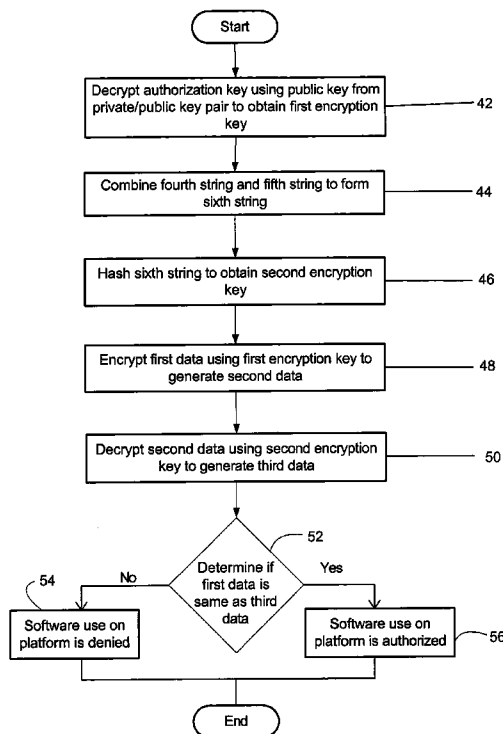 Start
Decrypt authorization key using public key from
private/public key pair to obtain first encryption
key
42
Combine fourth string and fifth string to form
sixth string
44
Hash sixth string to obtain second encryption
key
46
Encrypt first data using first encryption key to
generate second data
48
Decrypt second data using second encryption
key to generate third data
50
52
Determine if
first data is
same as third
data
No
Yes
54
Software use on
platform is denied
Software use on
platform is authorized
56
End